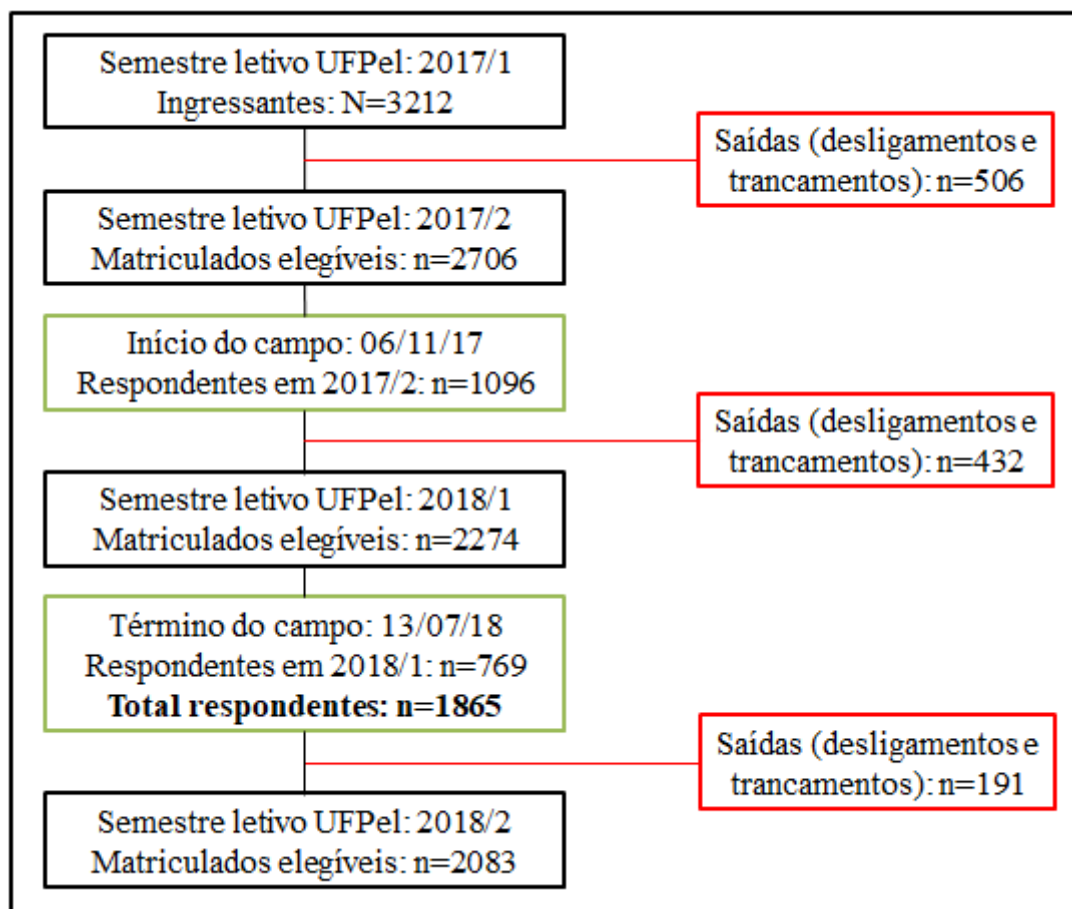 Semestre letivo UFPel: 2017/1
Ingressantes: N=3212
Saídas (desligamentos e
trancamentos): n=506
Semestre letivo UFPel: 2017/2
Matriculados elegíveis: n=2706
Início do campo: 06/11/17
Respondentes em 2017/2: n=1096
Saídas (desligamentos e
trancamentos): n=432
Semestre letivo UFPel: 2018/1
Matriculados elegíveis: n=2274
Término do campo: 13/07/18
Respondentes em 2018/1: n=769
Total respondentes: n=1865
Saídas (desligamentos e
trancamentos): n=191
Semestre letivo UFPel: 2018/2
Matriculados elegíveis: n=2083